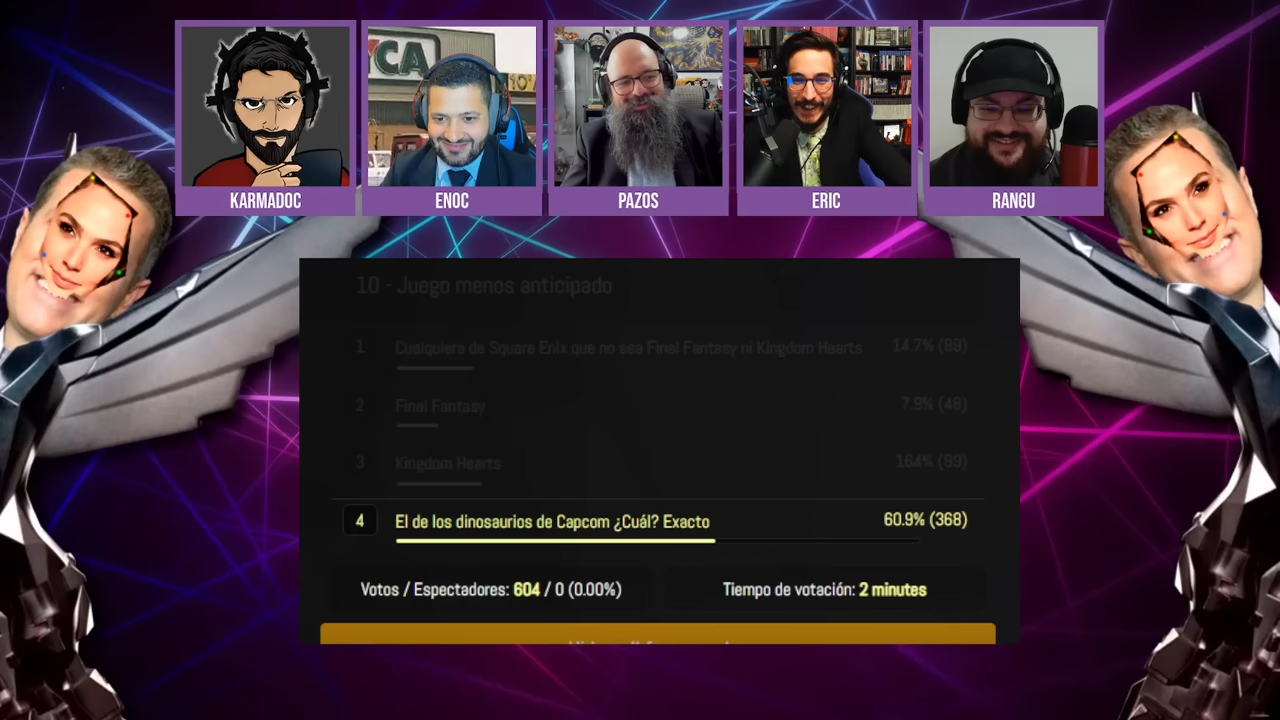 CA
KARMADOC
ENOC
PAZOS
ERIC
RANGU
10 - Juego menos anticipado
1 Cualquiera de Square Enix que no sea Final Fantasy ni Kingdom Hearts 14.7% (89)
2 Final Fantasy 7.9% (48)
3 Kingdom Hearts 164% (99)
4 El de los dinosaurios de Capcom ¿Cuál? Exacto 60.9% (368)
Votos / Espectadores: 604 / 0 (0.00%)
Tiempo de votación: 2 minutes